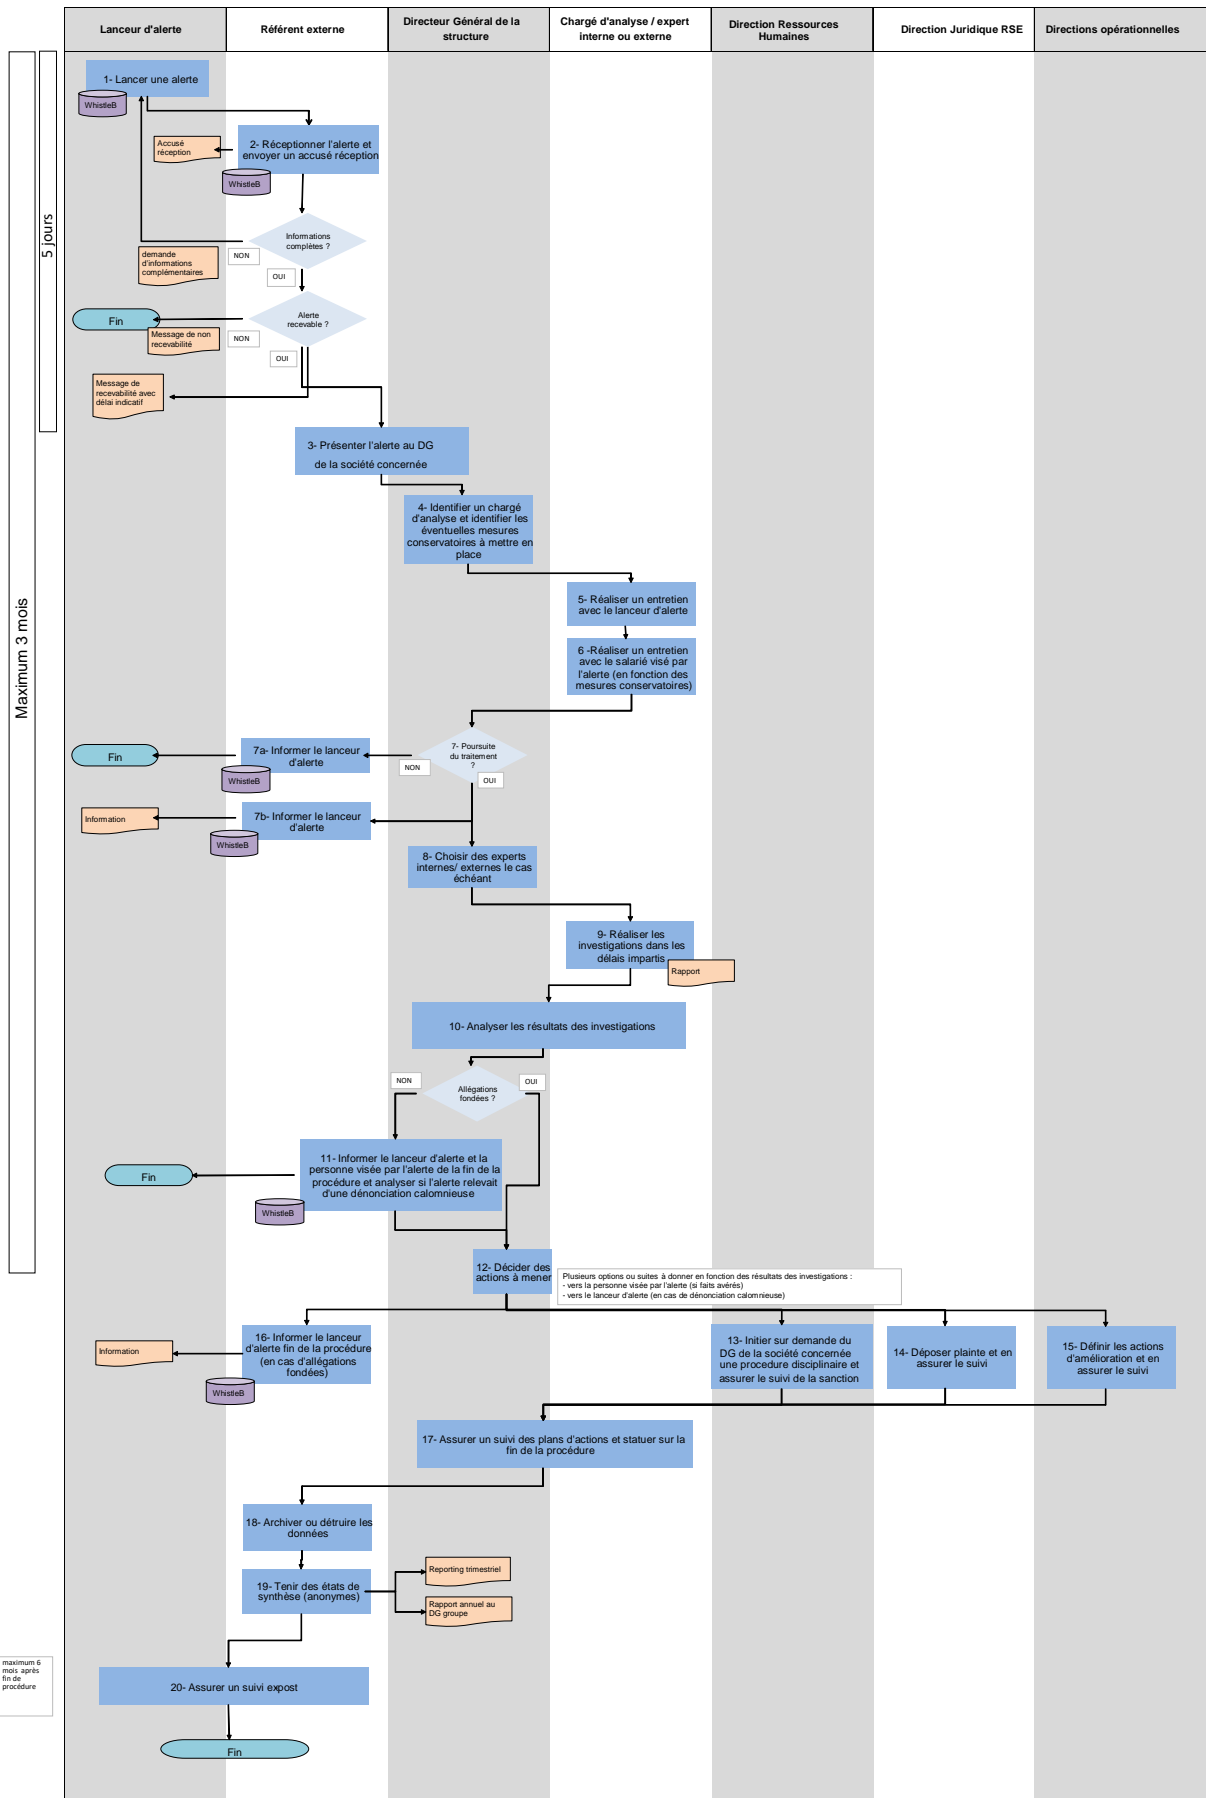 Lanceur d'alerte
Référent externe
Directeur Général de la
structure
Chargé d'analyse / expert
interne ou externe
Direction Ressources
Humaines
Direction Juridique RSE
Directions opérationnelles
Maximum 3 mois
5 jours
1- Lancer une alerte
WhistleB
2- Réceptionner l'alerte et
envoyer un accusé réception
Accusé
réception
WhistleB
Informations
complètes ?
NON
demande
d'informations
complémentaires
OUI
Alerte
recevable ?
Fin
Message de non
recevabilité
NON
OUI
Message de
recevabilité avec
délai indicatif
3- Présenter l'alerte au DG
de la société concernée
4- Identifier un chargé
d'analyse et identifier les
éventuelles mesures
conservatoires à mettre en
place
5- Réaliser un entretien
avec le lanceur d'alerte
6 -Réaliser un entretien
avec le salarié visé par
l'alerte (en fonction des
mesures conservatoires)
7- Poursuite
du traitement
?
NON
OUI
7a- Informer le lanceur
d'alerte
WhistleB
Fin
7b- Informer le lanceur
d'alerte
WhistleB
Information
8- Choisir des experts
internes/ externes le cas
échéant
9- Réaliser les
investigations dans les
délais impartis
Rapport
10- Analyser les résultats des investigations
Allégations
fondées ?
NON
OUI
11- Informer le lanceur d'alerte et la
personne visée par l'alerte de la fin de la
procédure et analyser si l'alerte relevait
d'une dénonciation calomnieuse
Fin
WhistleB
12- Décider des
actions à mener
Plusieurs options ou suites à donner en fonction des résultats des investigations :
- vers la personne visée par l'alerte (si faits avérés)
- vers le lanceur d'alerte (en cas de dénonciation calomnieuse)
16- Informer le lanceur
d'alerte fin de la procédure
(en cas d'allégations
fondées)
Information
WhistleB
13- Initier sur demande du
DG de la société concernée
une procedure disciplinaire et
assurer le suivi de la sanction
14- Déposer plainte et en
assurer le suivi
15- Définir les actions
d'amélioration et en
assurer le suivi
17- Assurer un suivi des plans d'actions et statuer sur la
fin de la procédure
18- Archiver ou détruire les
données
19- Tenir des états de
synthèse (anonymes)
Reporting trimestriel
Rapport annuel au
DG groupe
maximum 6
mois après
fin de
procédure
20- Assurer un suivi expost
Fin